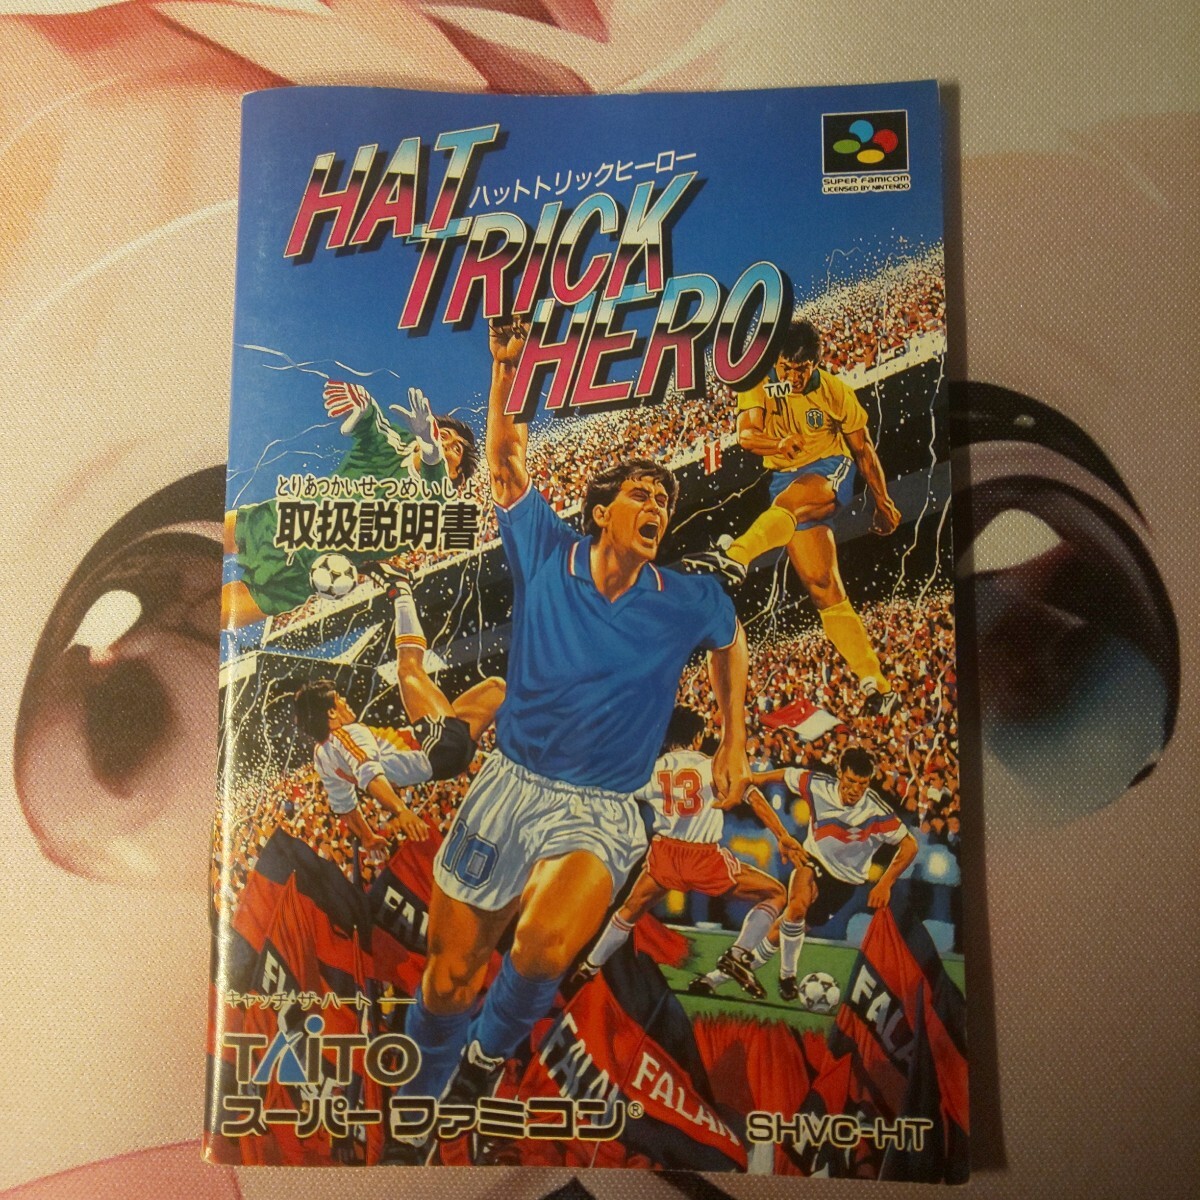 HAT
ハットトリックヒーロー
TRICK
HERO
TM
SUPER FAMICOM
LICENSED BY NINTENDO
とりあつかいせつめいしょ
取扱説明書
13
10
FALA
FALA
FALA
キャッチ・ザ・ハート
TAITO
スーパーファミコン®
SHVC-HT